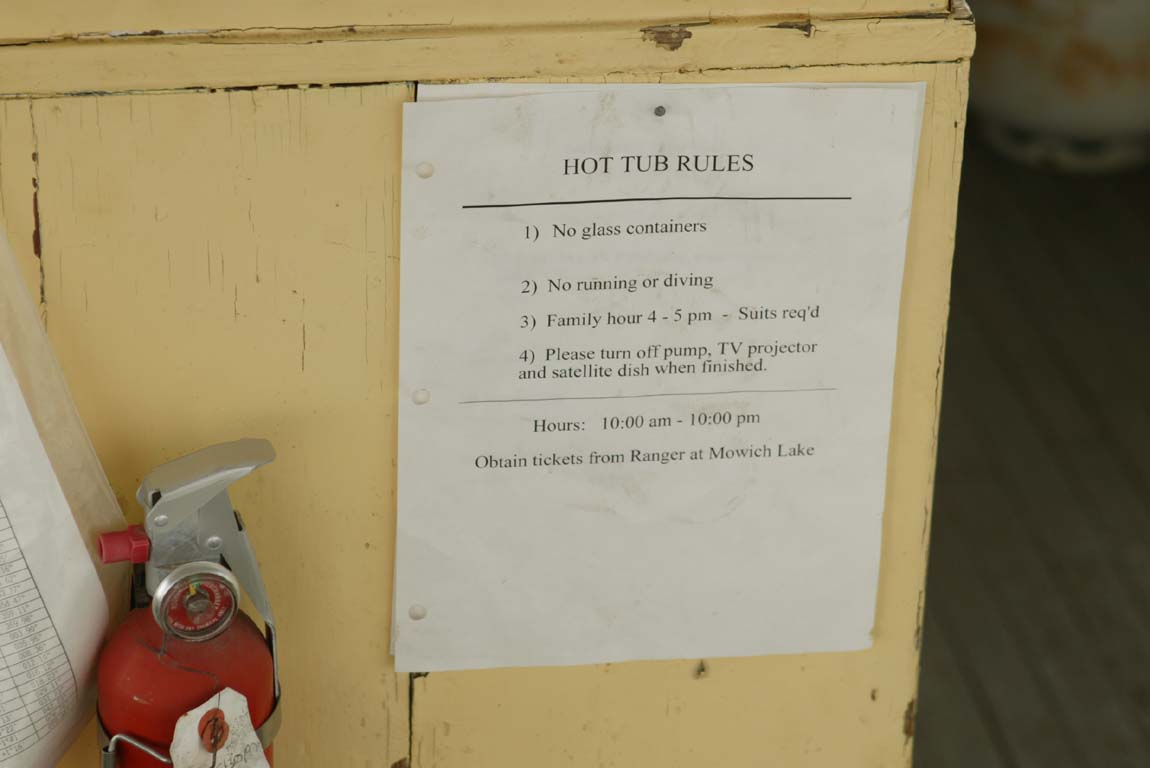 HOT TUB RULES
1) No glass containers
2) No running or diving
3) Family hour 4 - 5 pm - Suits req'd
4) Please turn off pump, TV projector
and satellite dish when finished.
Hours: 10:00 am - 10:00 pm
Obtain tickets from Ranger at Mowich Lake